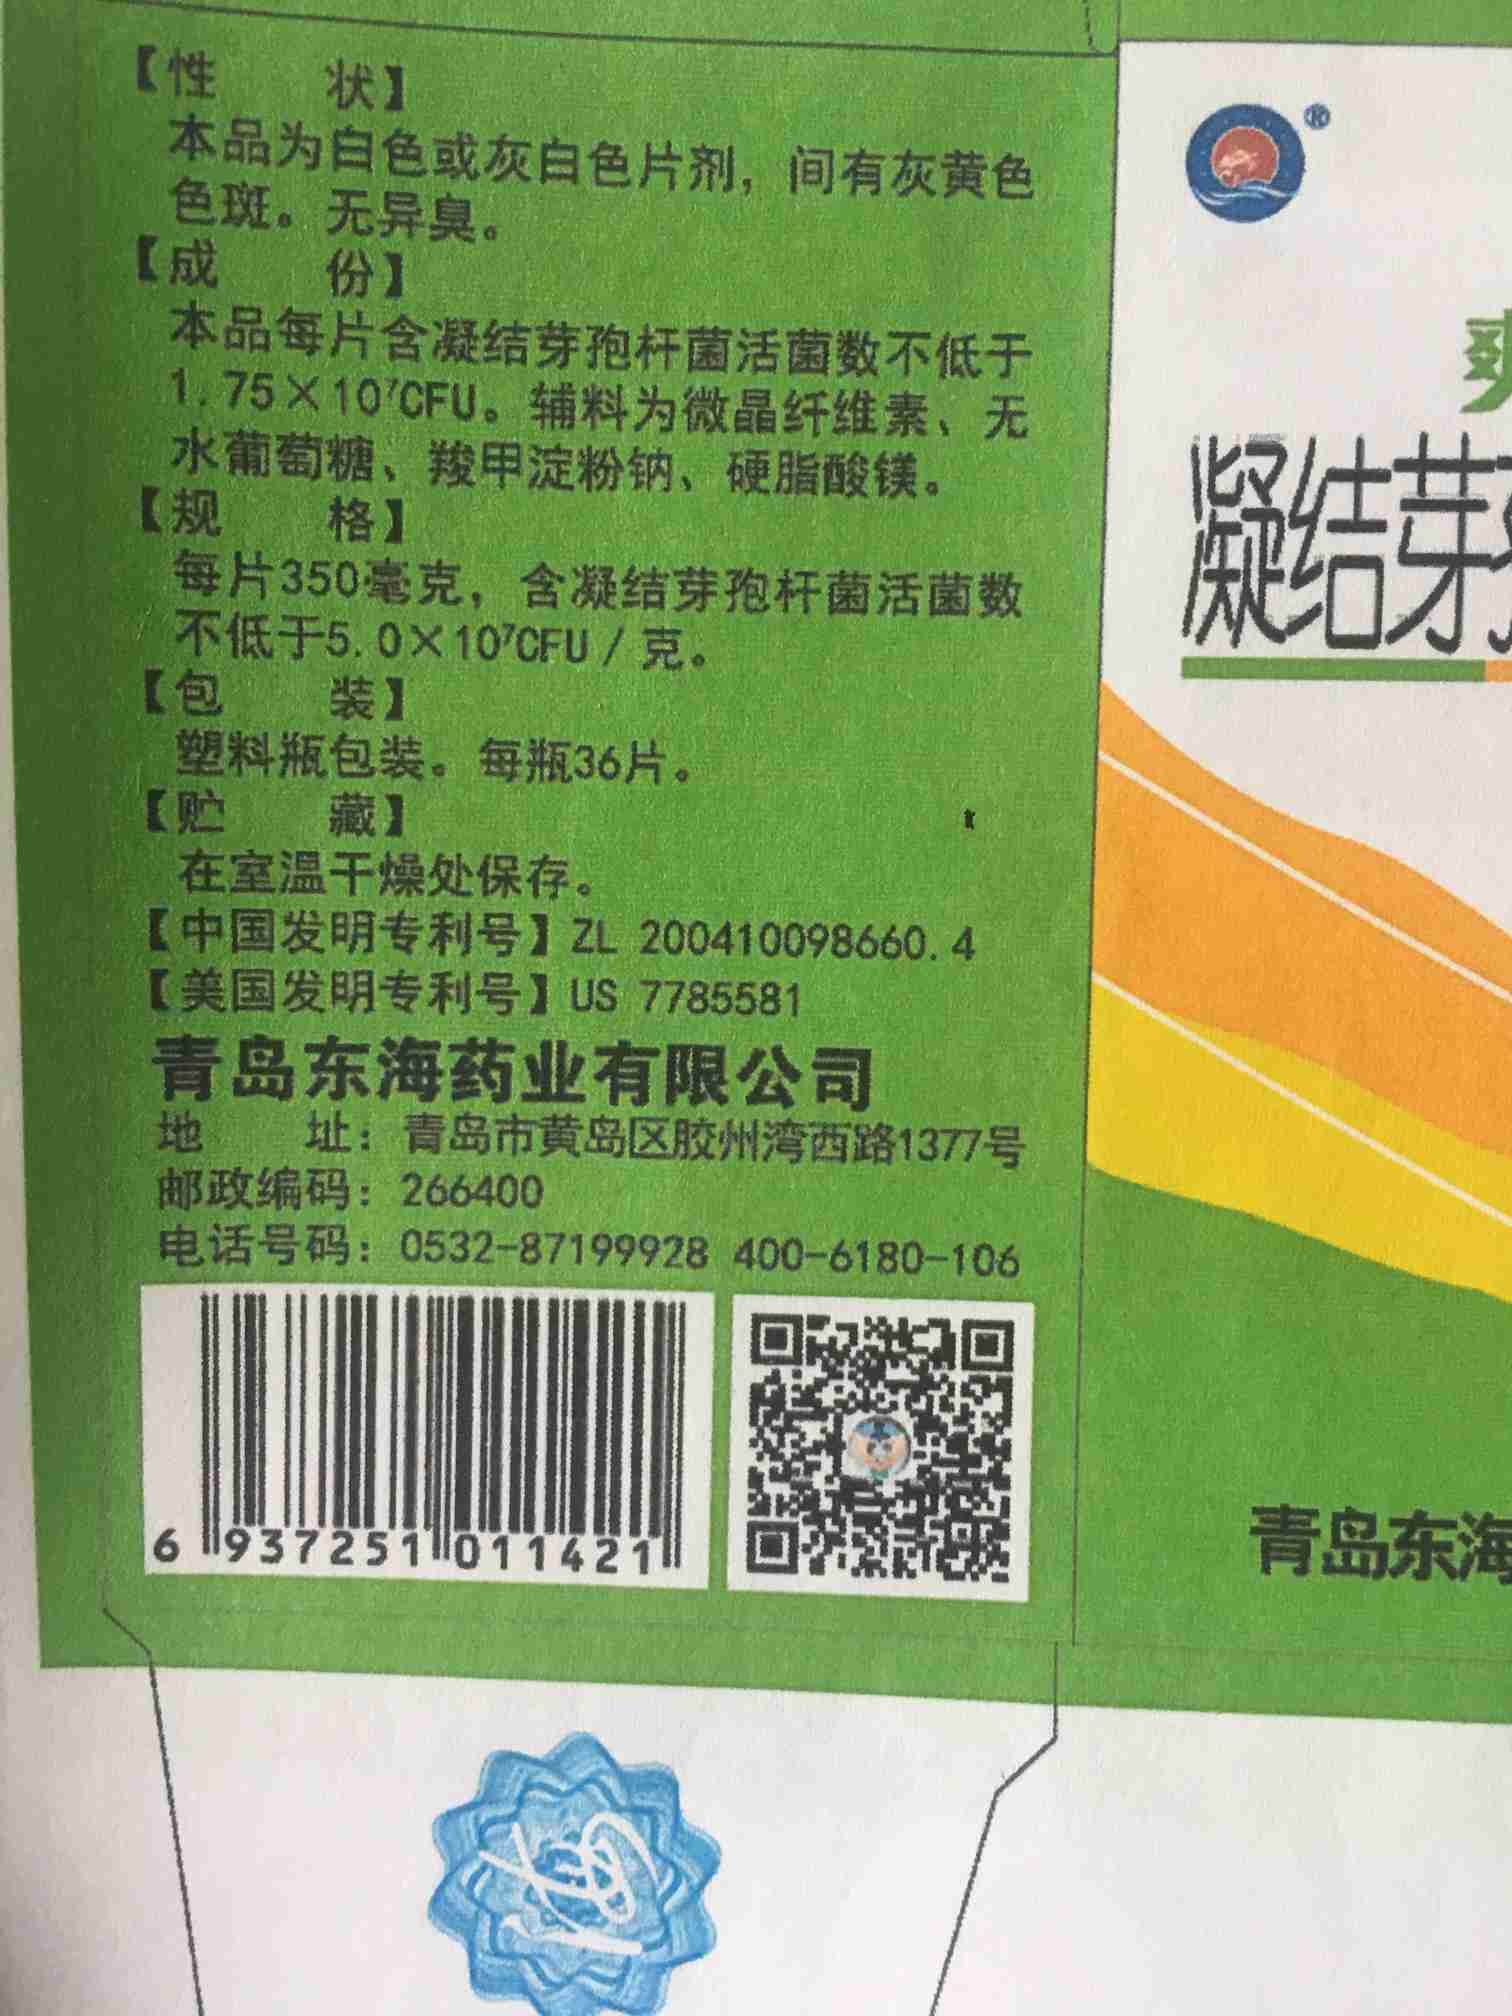 【性 状】
本品为白色或灰白色片剂，间有灰黄色
色斑。无异臭。
【成 份】
本品每片含凝结芽孢杆菌活菌数不低于
1.75×10⁷CFU。辅料为微晶纤维素、无
水葡萄糖、羧甲淀粉钠、硬脂酸镁。
【规 格】
每片350毫克，含凝结芽孢杆菌活菌数
不低于5.0×10⁷CFU/克。
【包 装】
塑料瓶包装。每瓶36片。
【贮 藏】
在室温干燥处保存。
【中国发明专利号】ZL 200410098660.4
【美国发明专利号】US 7785581
青岛东海药业有限公司
地 址：青岛市黄岛区胶州湾西路1377号
邮政编码：266400
电话号码：0532-87199928 400-6180-106
6 937251 011421
®
爽
凝结芽
青岛东海